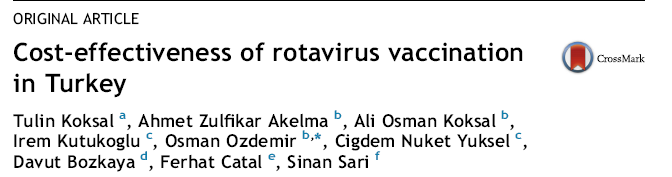 ORIGINAL ARTICLE
Cost-effectiveness of rotavirus vaccination
in Turkey
CrossMark
Tulin Koksal a, Ahmet Zulfikar Akelma b, Ali Osman Koksal b,
Irem Kutukoglu c, Osman Ozdemir b,*, Cigdem Nuket Yuksel c,
Davut Bozkaya d, Ferhat Catal e, Sinan Sari f